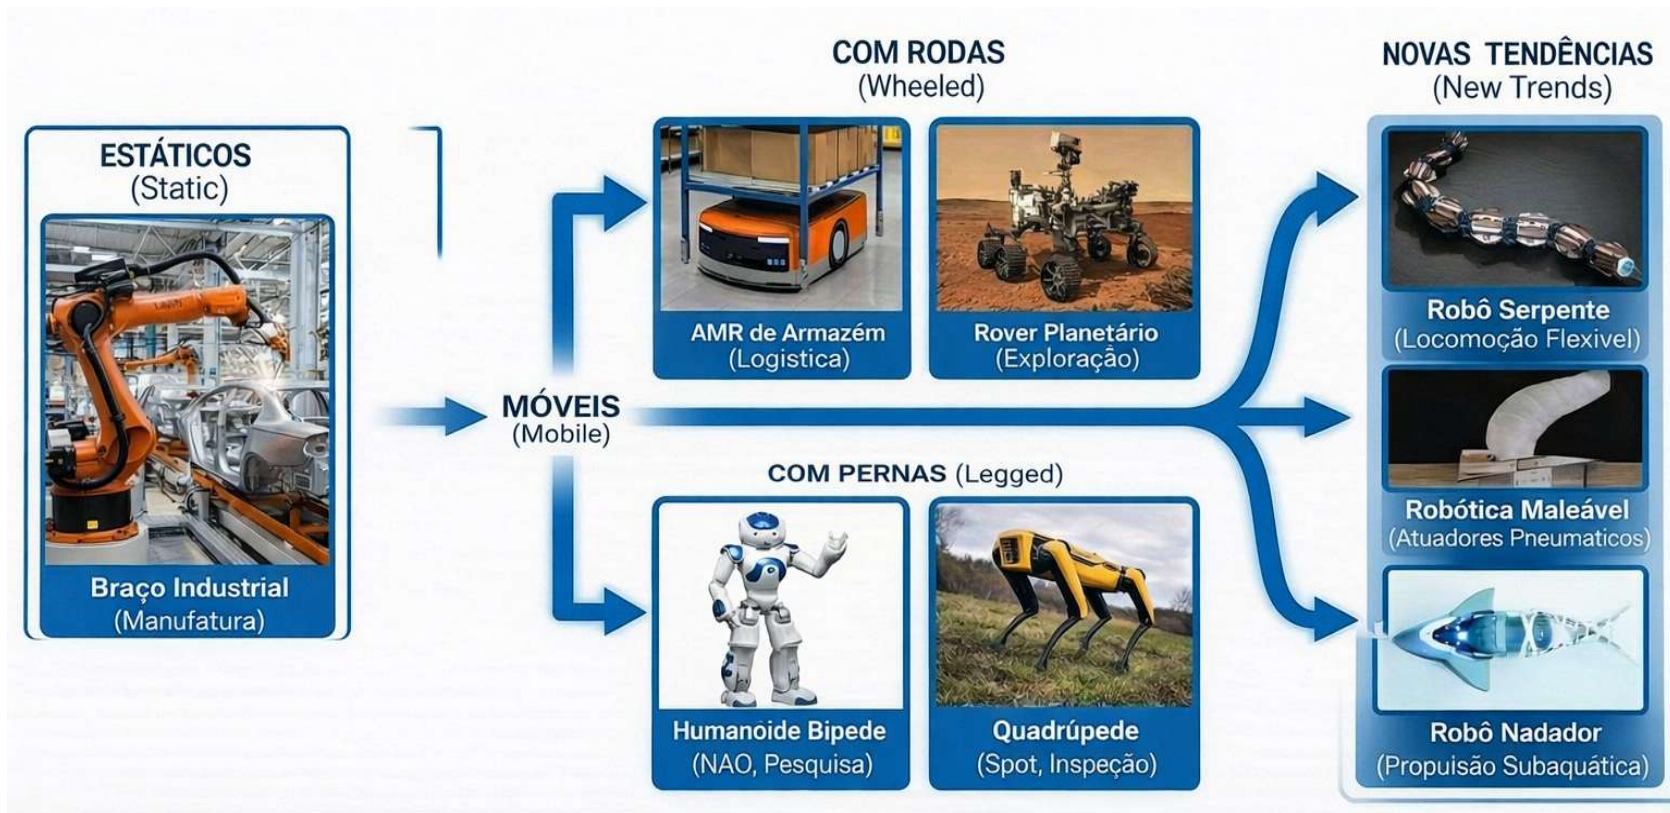 ESTÁTICOS
(Static)
Braço Industrial
(Manufatura)
MÓVEIS
(Mobile)
COM RODAS
(Wheeled)
AMR de Armazém
(Logistica)
Rover Planetário
(Exploração)
COM PERNAS (Legged)
Humanoide Bipede
(NAO, Pesquisa)
Quadrúpede
(Spot, Inspeção)
NOVAS TENDÊNCIAS
(New Trends)
Robô Serpente
(Locomoção Flexivel)
Robótica Maleável
(Atuadores Pneumaticos)
Robô Nadador
(Propuisão Subaquática)